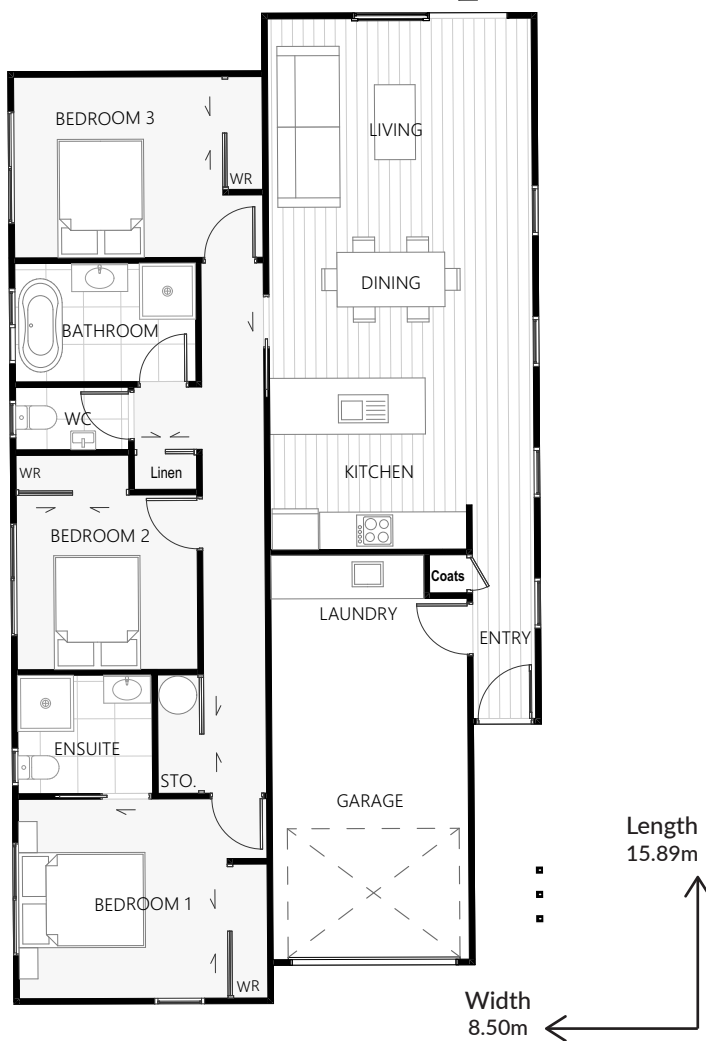 BEDROOM 3
WR
LIVING
DINING
BATHROOM
WC
Linen
KITCHEN
WR
BEDROOM 2
Coats
LAUNDRY
ENTRY
ENSUITE
STO.
GARAGE
BEDROOM 1
WR
Length
15.89m
Width
8.50m